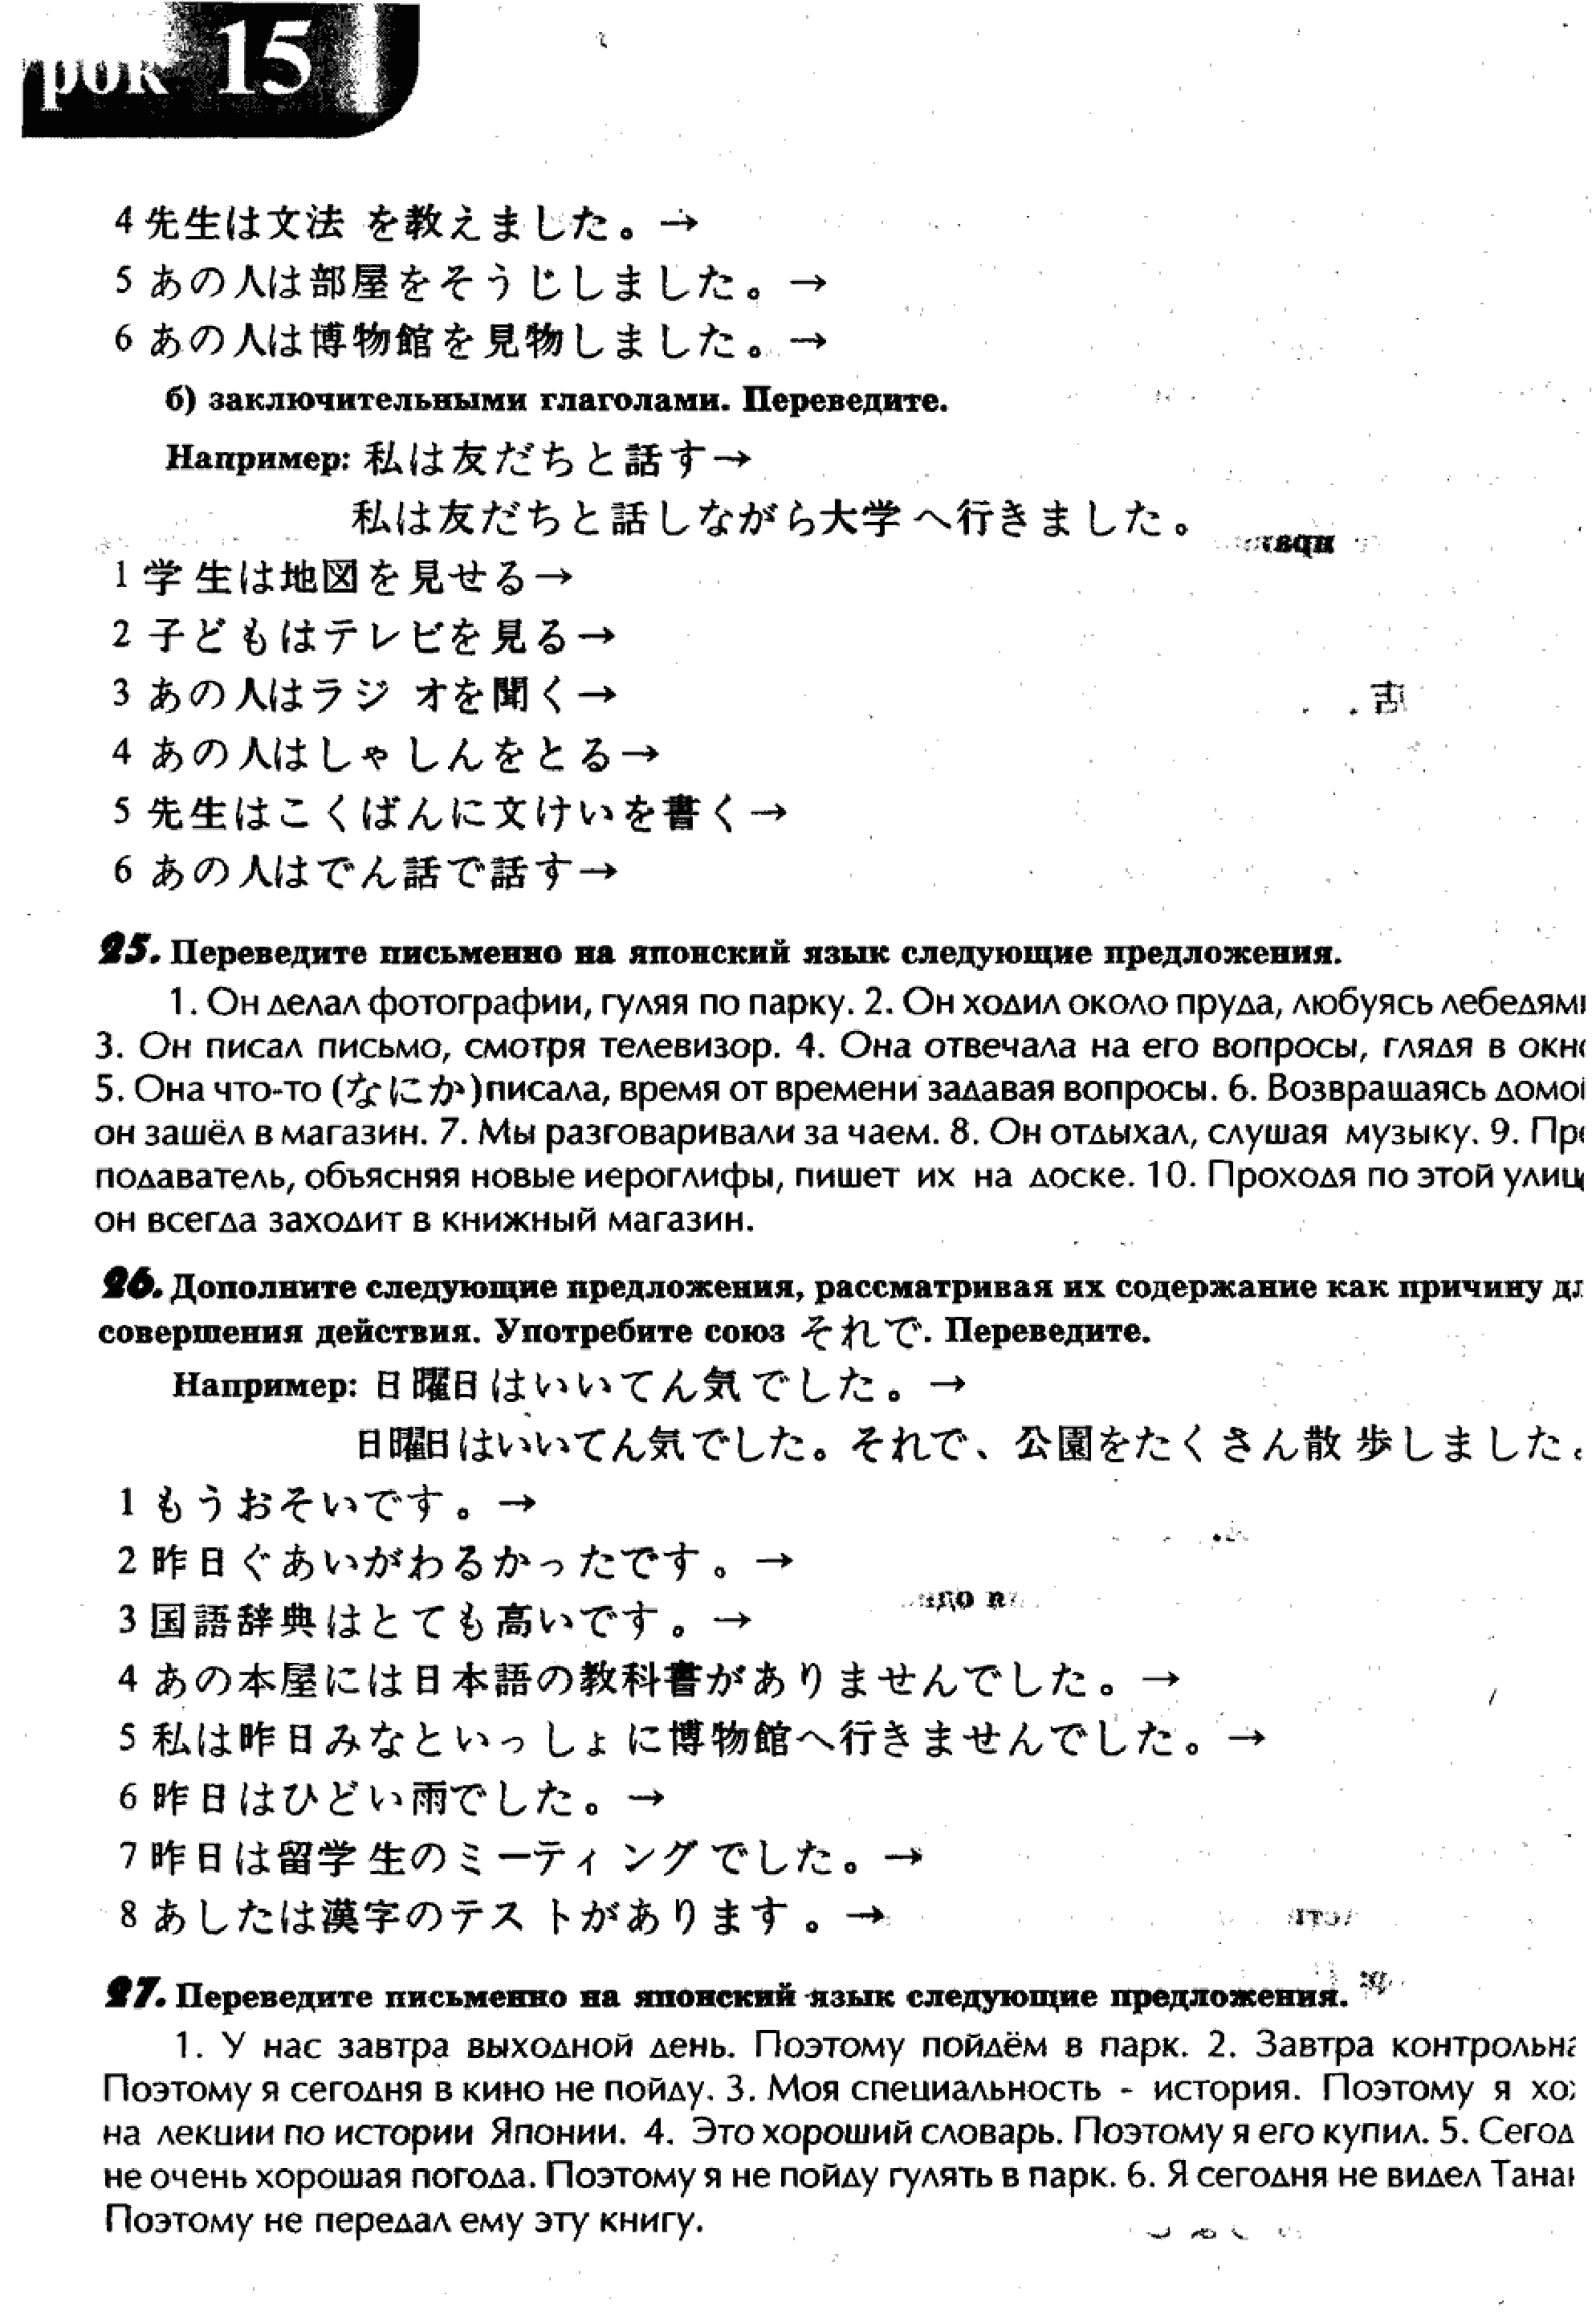 рок 15
4 先生は文法 を教えました。→
5 あの人は部屋をそうじしました。→
6 あの人は博物館を見物しました。→
б) заключительными глаголами. Переведите.
Например: 私は友だちと話す→
私は友だちと話しながら大学へ行きました。
1 学生は地図を見せる→
2 子どもはテレビを見る→
3 あの人はラジオを聞く→
4 あの人はしゃしんをとる→
5 先生はこくばんに文けいを書く→
6 あの人はでん話で話す→
25. Переведите письменно на японский язык следующие предложения.
1. Он делал фотографии, гуляя по парку. 2. Он ходил около пруда, любуясь лебедями
3. Он писал письмо, смотря телевизор. 4. Она отвечала на его вопросы, глядя в окно
5. Она что-то (なにか)писала, время от времени задавая вопросы. 6. Возвращаясь домой
он зашёл в магазин. 7. Мы разговаривали за чаем. 8. Он отдыхал, слушая музыку. 9. Пре
подаватель, объясняя новые иероглифы, пишет их на доске. 10. Проходя по этой улиц
он всегда заходит в книжный магазин.
26. Дополните следующие предложения, рассматривая их содержание как причину дл
совершения действия. Употребите союз それで. Переведите.
Например: 日曜日はいいてん気でした。→
日曜日はいいてん気でした。それで、公園をたくさん散歩しました。
1 もうおそいです。→
2 昨日ぐあいがわるかったです。→
3 国語辞典はとても高いです。→
4 あの本屋には日本語の教科書がありませんでした。→
5 私は昨日みなといっしょに博物館へ行きませんでした。→
6 昨日はひどい雨でした。→
7 昨日は留学生のミーティングでした。→
8 あしたは漢字のテストがあります。→
27. Переведите письменно на японский язык следующие предложения.
1. У нас завтра выходной день. Поэтому пойдём в парк. 2. Завтра контрольна
Поэтому я сегодня в кино не пойду. 3. Моя специальность - история. Поэтому я хо
на лекции по истории Японии. 4. Это хороший словарь. Поэтому я его купил. 5. Сегод
не очень хорошая погода. Поэтому я не пойду гулять в парк. 6. Я сегодня не видел Тана
Поэтому не передал ему эту книгу.